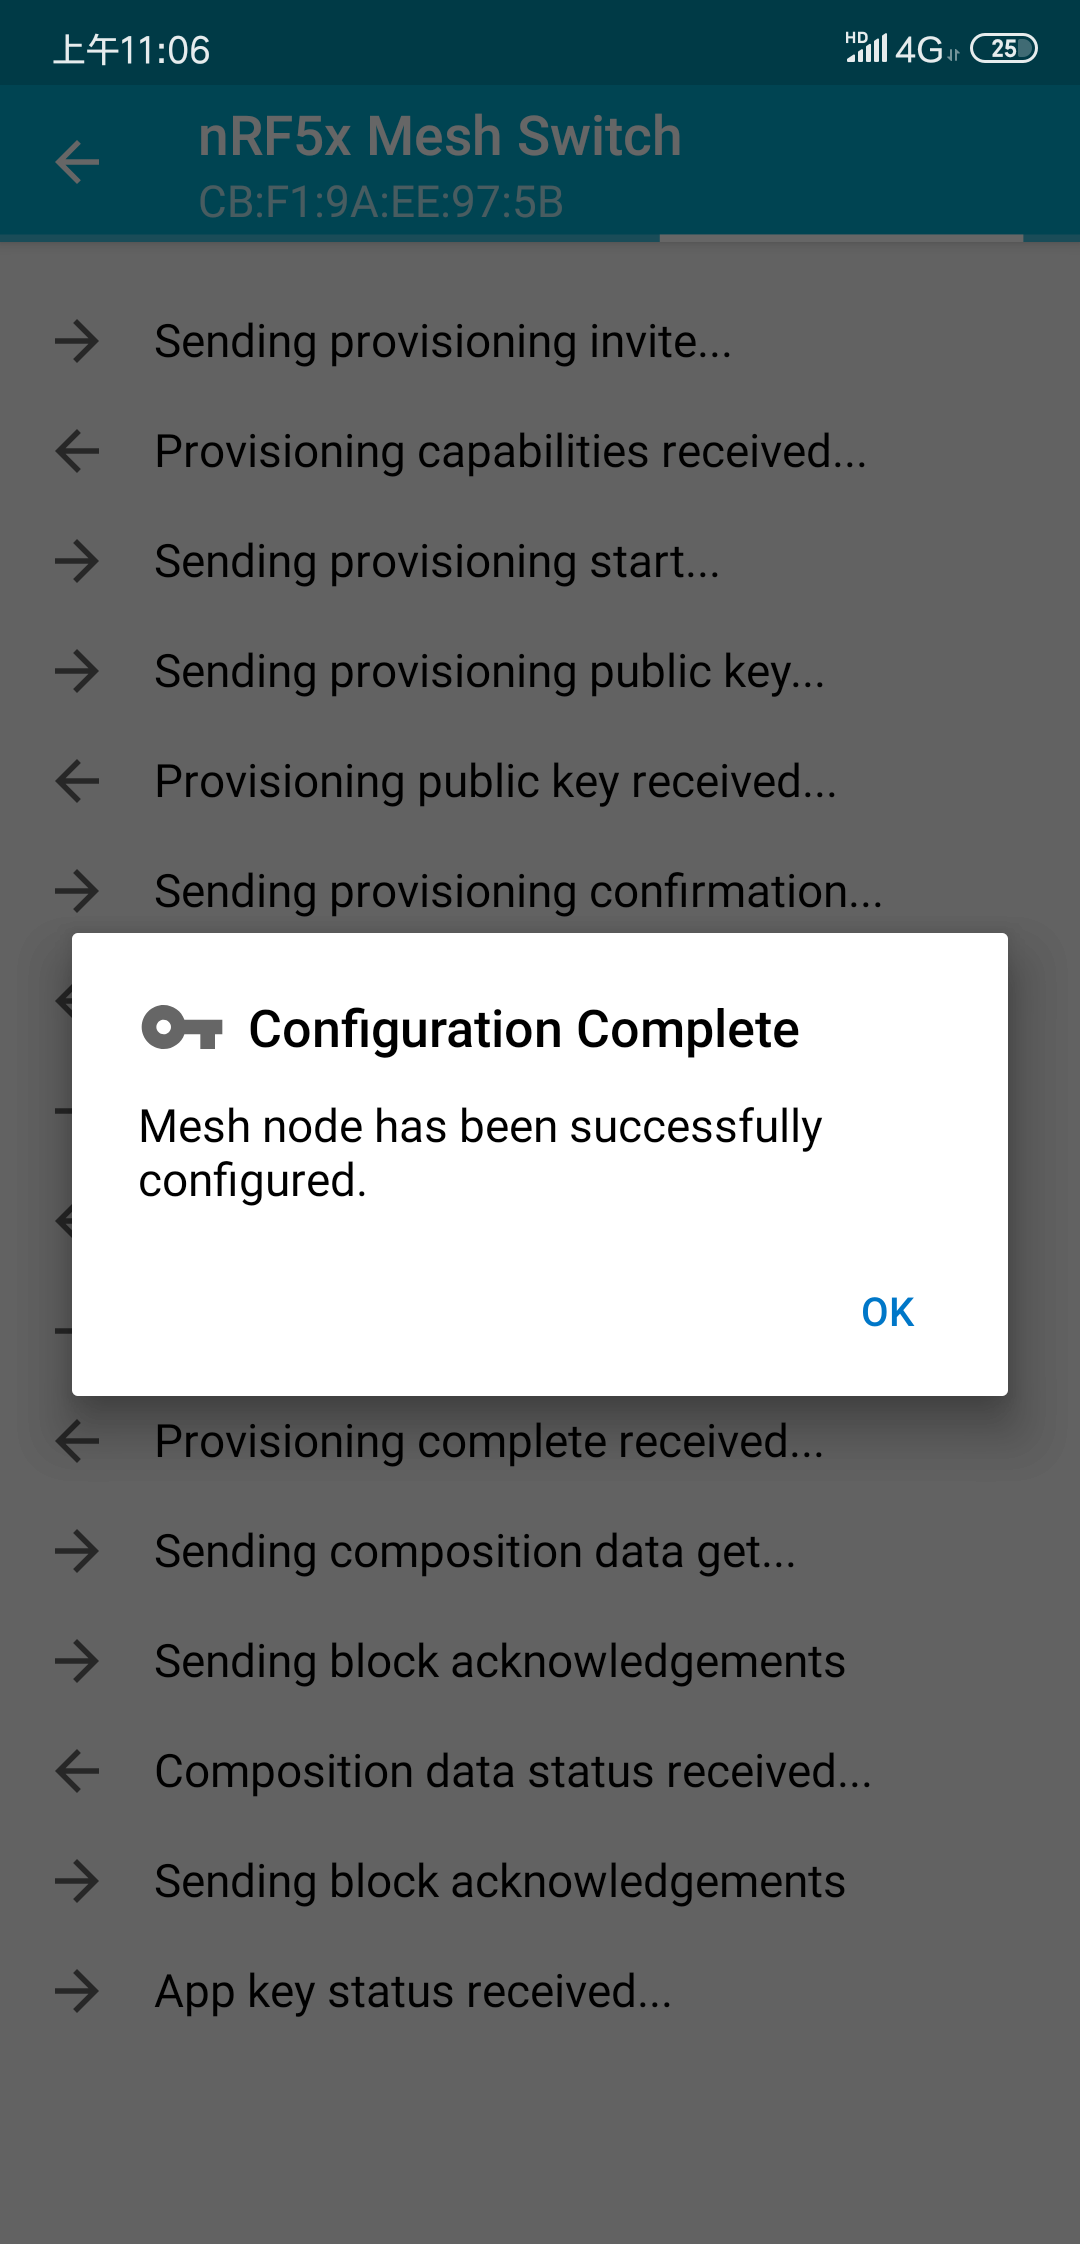 上午11:06
HD 4G 25
nRF5x Mesh Switch
CB:F1:9A:EE:97:5B
Sending provisioning invite...
Provisioning capabilities received...
Sending provisioning start...
Sending provisioning public key...
Provisioning public key received...
Sending provisioning confirmation...
Configuration Complete
Mesh node has been successfully
configured.
OK
Provisioning complete received...
Sending composition data get...
Sending block acknowledgements
Composition data status received...
Sending block acknowledgements
App key status received...